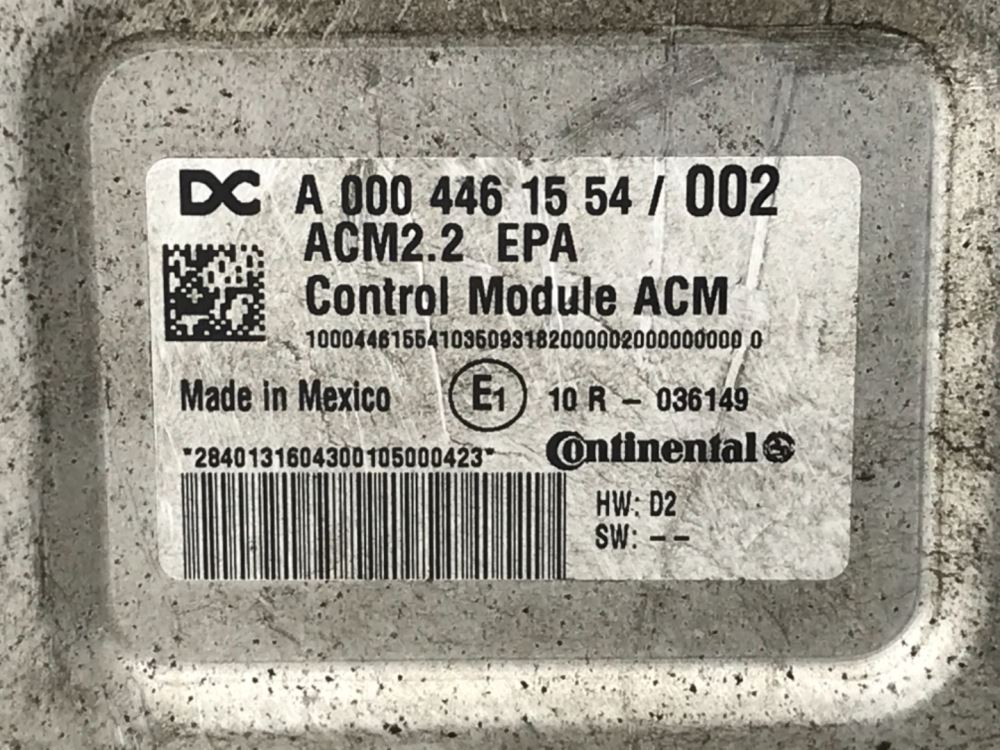 DC A 000 446 15 54 / 002
ACM2.2 EPA
Control Module ACM
10004461554103509318200000200000000 0
Made in Mexico E1 10 R - 036149
*2840131604300105000423*
Continental
HW: D2
SW: --